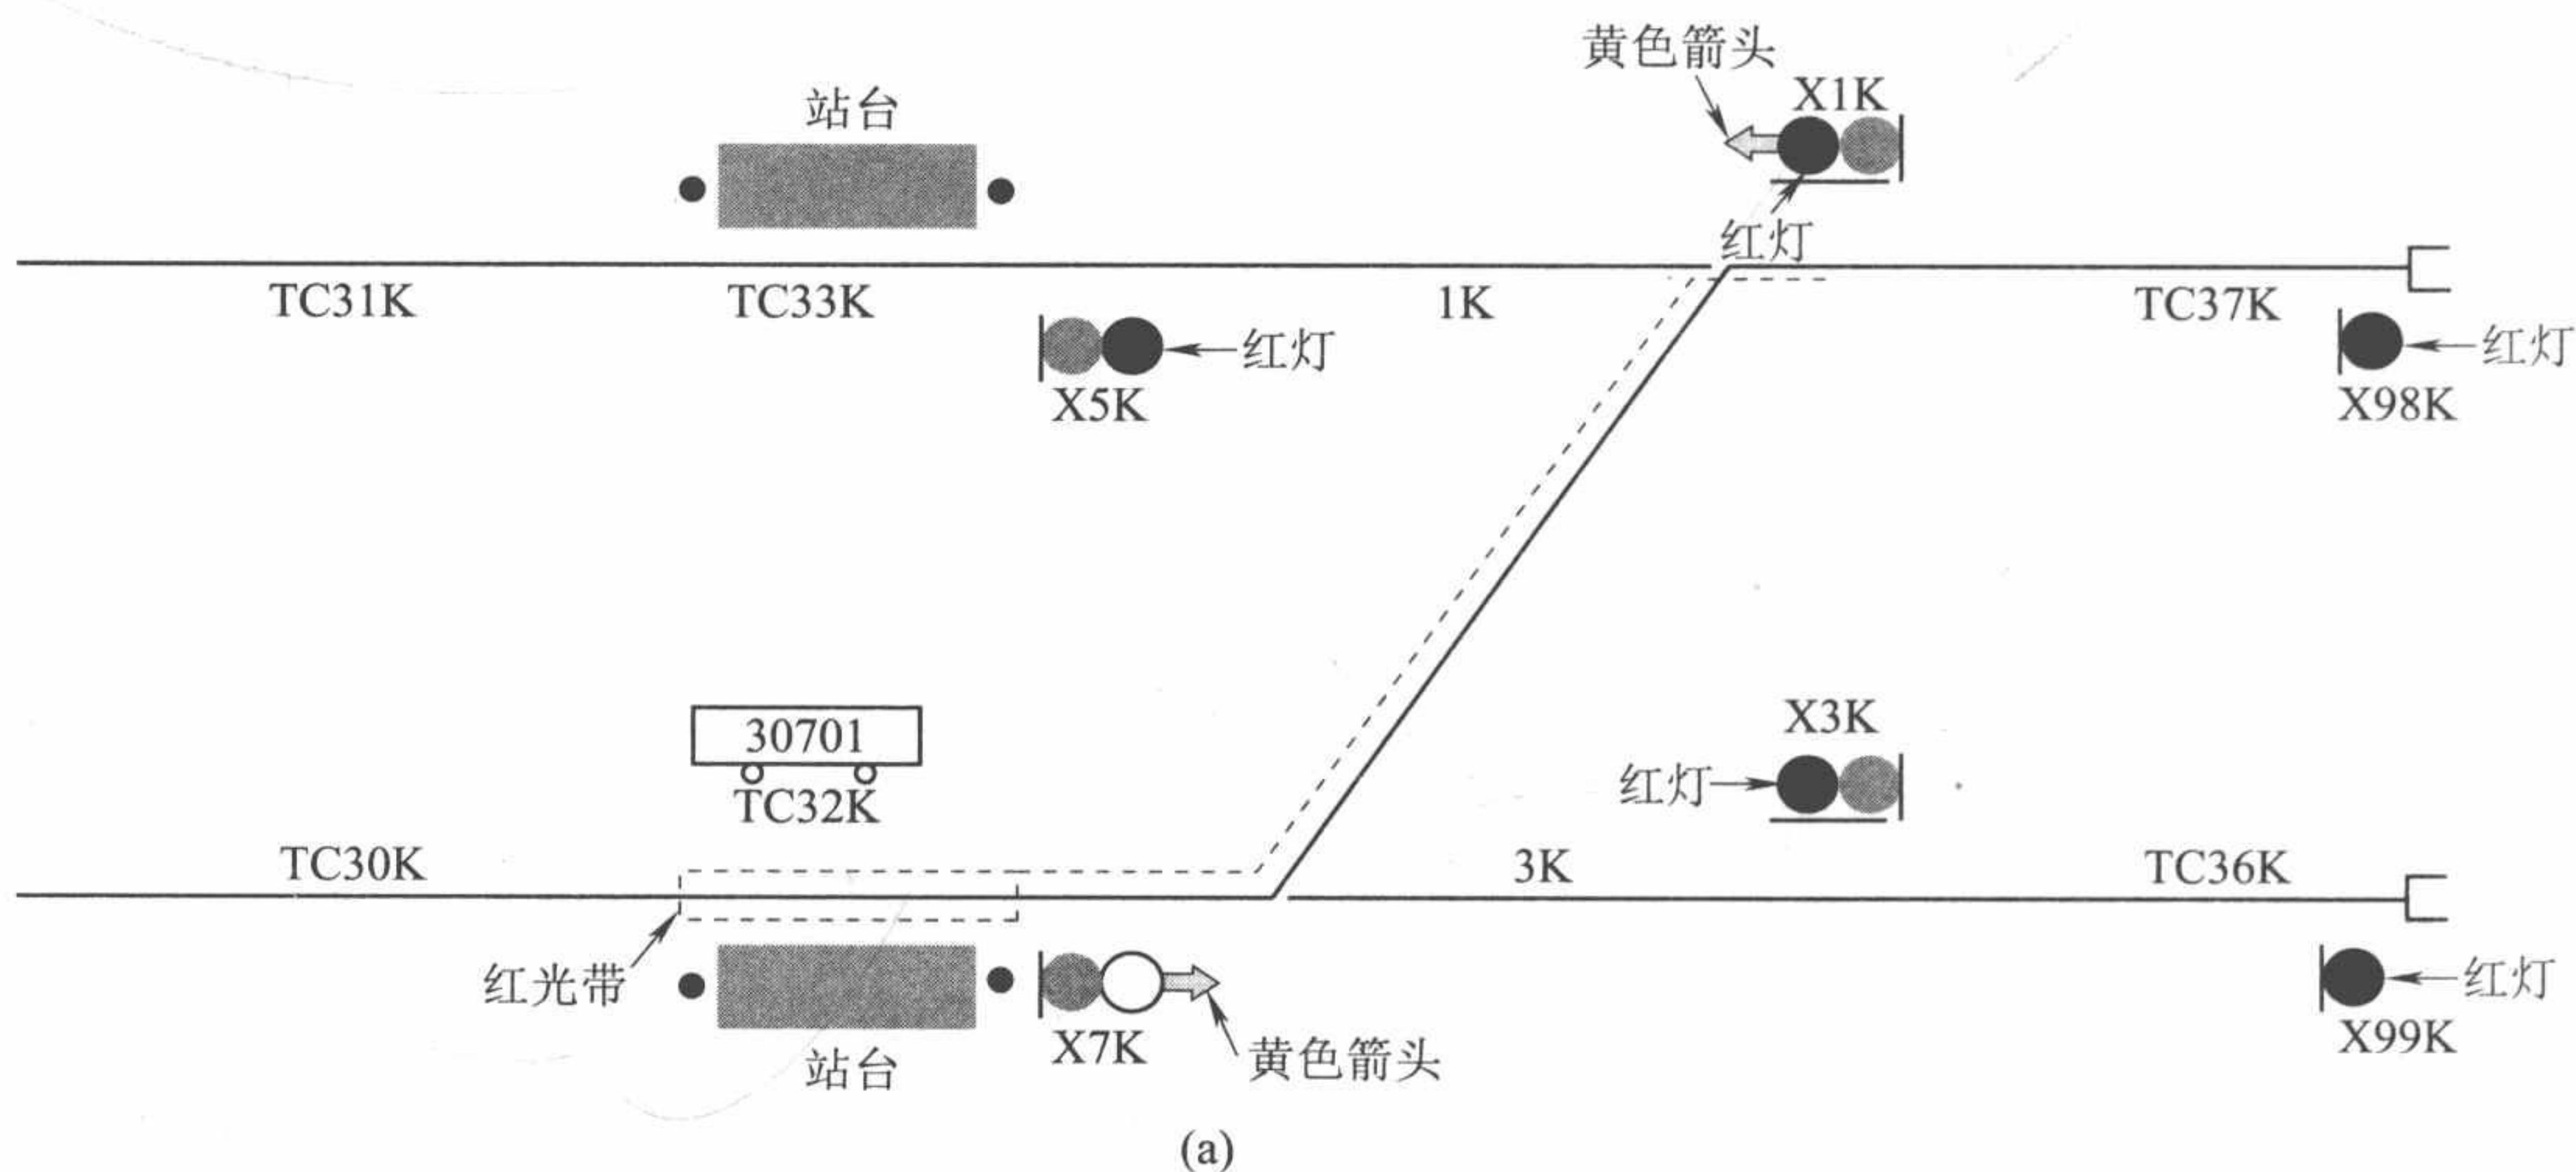 黄色箭头
X1K
站台
红灯
TC31K
TC33K
1K
TC37K
红灯
X5K
红灯
X98K
30701
TC32K
X3K
红灯
TC30K
3K
TC36K
红光带
站台
X7K
黄色箭头
红灯
X99K
(a)